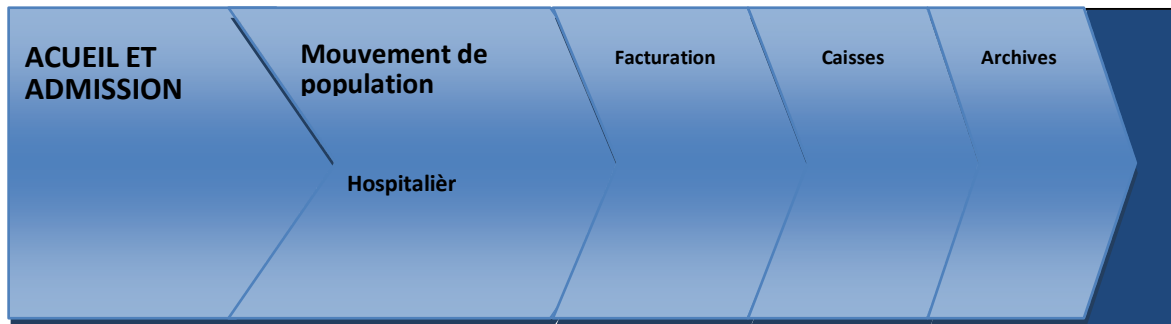 ACUEIL ET
ADMISSION
Mouvement de
population
Hospitalièr
Facturation
Caisses
Archives